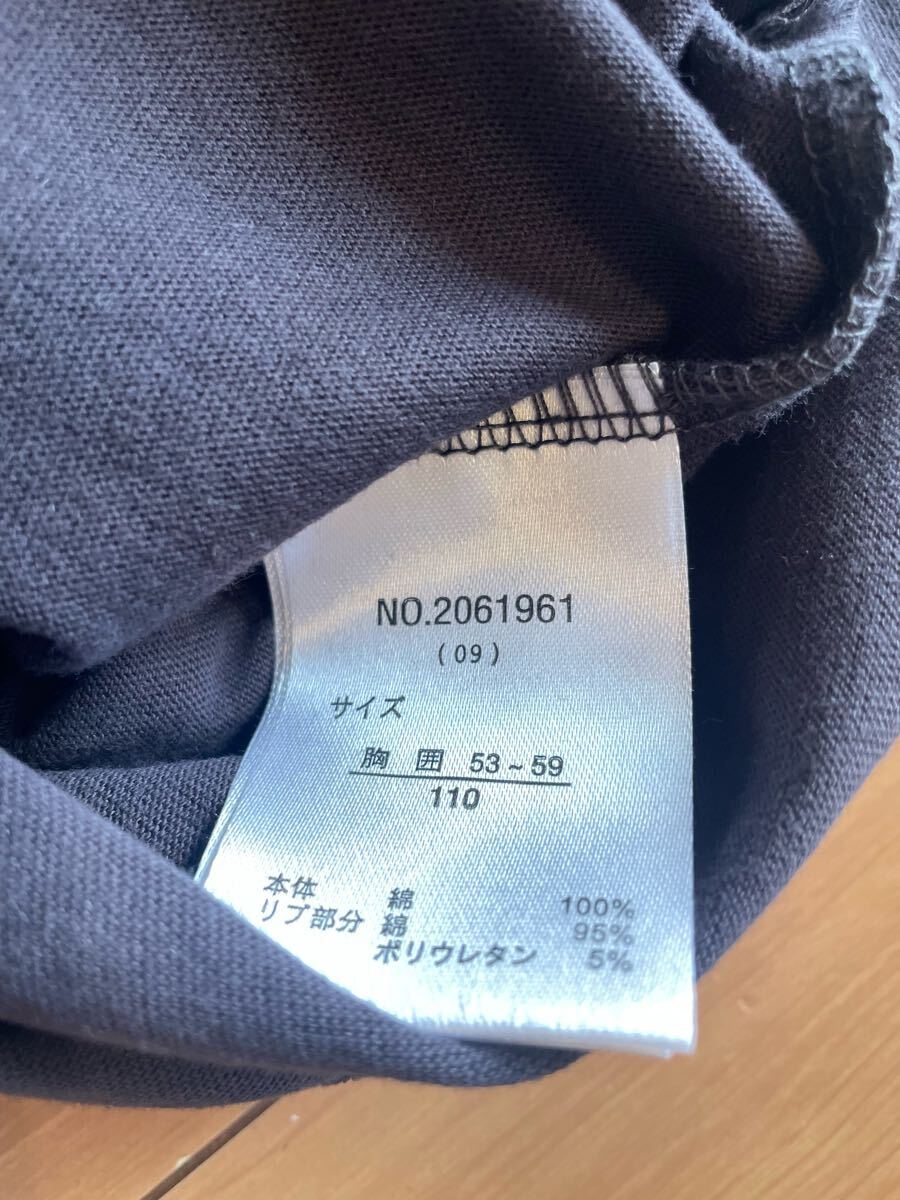 NO.2061961
(09)
サイズ
胸 囲 53~59
110
本体 綿 100%
リブ部分 綿 95%
ポリウレタン 5%